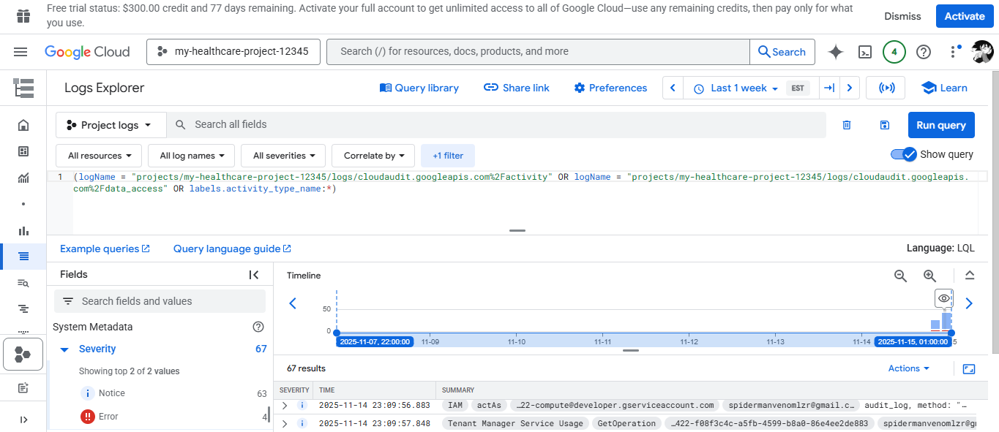 Free trial status: $300.00 credit and 77 days remaining. Activate your full account to get unlimited access to all of Google Cloud—use any remaining credits, then pay only for what
you use.
Dismiss
Activate
Google Cloud
my-healthcare-project-12345
Search (/) for resources, docs, products, and more
Search
4
Logs Explorer
Query library
Share link
Preferences
Last 1 week
EST
Learn
Project logs
Search all fields
Run query
All resources
All log names
All severities
Correlate by
+1 filter
Show query
1
(logName = "projects/my-healthcare-project-12345/logs/cloudaudit.googleapis.com%2Factivity" OR logName = "projects/my-healthcare-project-12345/logs/cloudaudit.googleapis.
com%2Fdata_access" OR labels.activity_type_name:*)
Example queries
Query language guide
Language: LQL
Fields
Search fields and values
System Metadata
Severity
67
Showing top 2 of 2 values
Notice
63
Error
4
Timeline
50
0
2025-11-07, 22:00:00
11-09
11-10
11-11
11-12
11-13
11-14
2025-11-15, 01:00:00
5
67 results
Actions
SEVERITY TIME SUMMARY
2025-11-14 23:09:56.883 IAM actAs …22-compute@developer.gserviceaccount.com spidermanvenomlzr@gmail.c… audit_log, method: "…
2025-11-14 23:09:57.848 Tenant Manager Service Usage GetOperation …422-f08f3c4c-a5fb-4599-b8a0-86e4ee2de883 spidermanvenomlzr@g